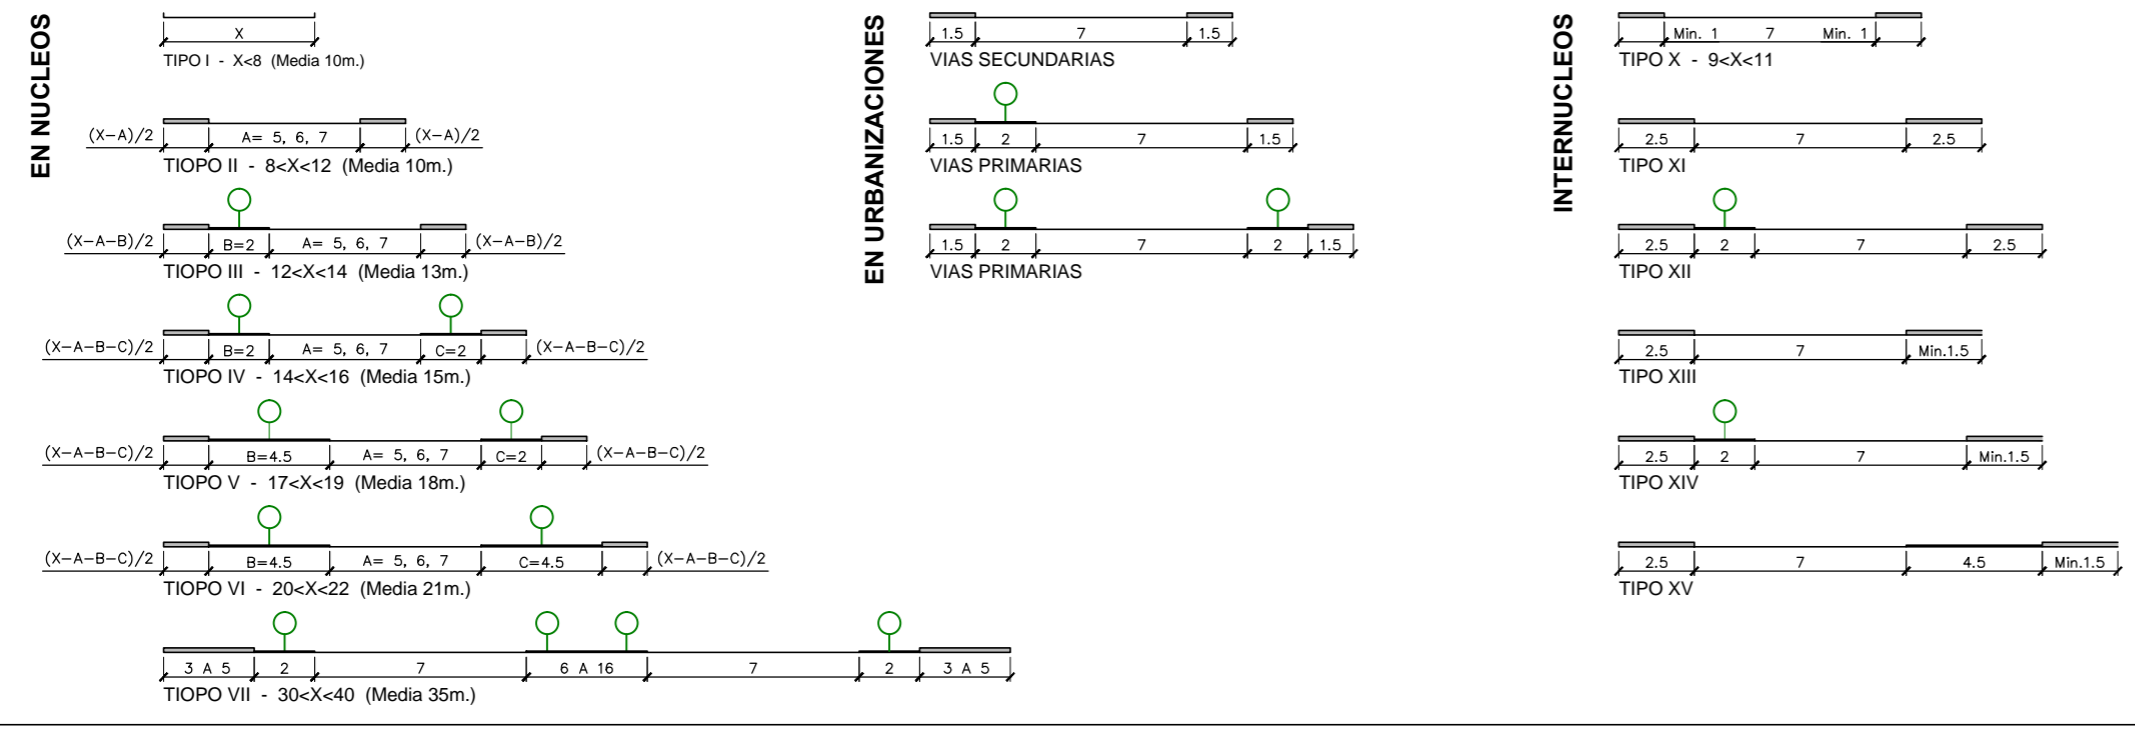 EN NUCLEOS
X
TIPO I - X<8 (Media 10m.)
(X-A)/2 A= 5, 6, 7 (X-A)/2
TIOPO II - 8<X<12 (Media 10m.)
(X-A-B)/2 B=2 A= 5, 6, 7 (X-A-B)/2
TIOPO III - 12<X<14 (Media 13m.)
(X-A-B-C)/2 B=2 A= 5, 6, 7 C=2 (X-A-B-C)/2
TIOPO IV - 14<X<16 (Media 15m.)
(X-A-B-C)/2 B=4.5 A= 5, 6, 7 C=2 (X-A-B-C)/2
TIOPO V - 17<X<19 (Media 18m.)
(X-A-B-C)/2 B=4.5 A= 5, 6, 7 C=4.5 (X-A-B-C)/2
TIOPO VI - 20<X<22 (Media 21m.)
3 A 5 2 7 6 A 16 7 2 3 A 5
TIOPO VII - 30<X<40 (Media 35m.)
EN URBANIZACIONES
1.5 7 1.5
VIAS SECUNDARIAS
1.5 2 7 1.5
VIAS PRIMARIAS
1.5 2 7 2 1.5
VIAS PRIMARIAS
INTERNUCLEOS
Min. 1 7 Min. 1
TIPO X - 9<X<11
2.5 7 2.5
TIPO XI
2.5 2 7 2.5
TIPO XII
2.5 7 Min.1.5
TIPO XIII
2.5 2 7 Min.1.5
TIPO XIV
2.5 7 4.5 Min.1.5
TIPO XV